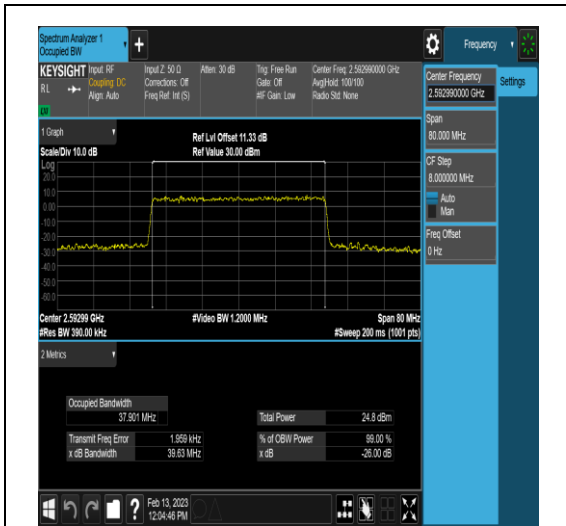 Spectrum Analyzer 1
Occupied BW
+
Frequency
KEYSIGHT
RL
LXI
Input: RF
Coupling: DC
Align: Auto
Input Z: 50 Ω
Corrections: Off
Freq Ref: Int (S)
Atten: 30 dB
Trig: Free Run
Gate: Off
#IF Gain: Low
Center Freq: 2.592990000 GHz
Avg|Hold: 100/100
Radio Std: None
Center Frequency
2.592990000 GHz
Settings
Span
80.000 MHz
CF Step
8.000000 MHz
Auto
Man
Freq Offset
0 Hz
1 Graph
Scale/Div 10.0 dB
Ref Lvl Offset 11.33 dB
Ref Value 30.00 dBm
Log
20.0
10.0
0.00
-10.0
-20.0
-30.0
-40.0
-50.0
-60.0
Center 2.59299 GHz
#Video BW 1.2000 MHz
Span 80 MHz
#Res BW 390.00 kHz
#Sweep 200 ms (1001 pts)
2 Metrics
Occupied Bandwidth
37.901 MHz
Total Power 24.8 dBm
Transmit Freq Error 1.959 kHz
% of OBW Power 99.00 %
x dB Bandwidth 39.63 MHz
x dB -26.00 dB
?
Feb 13, 2023
12:04:46 PM